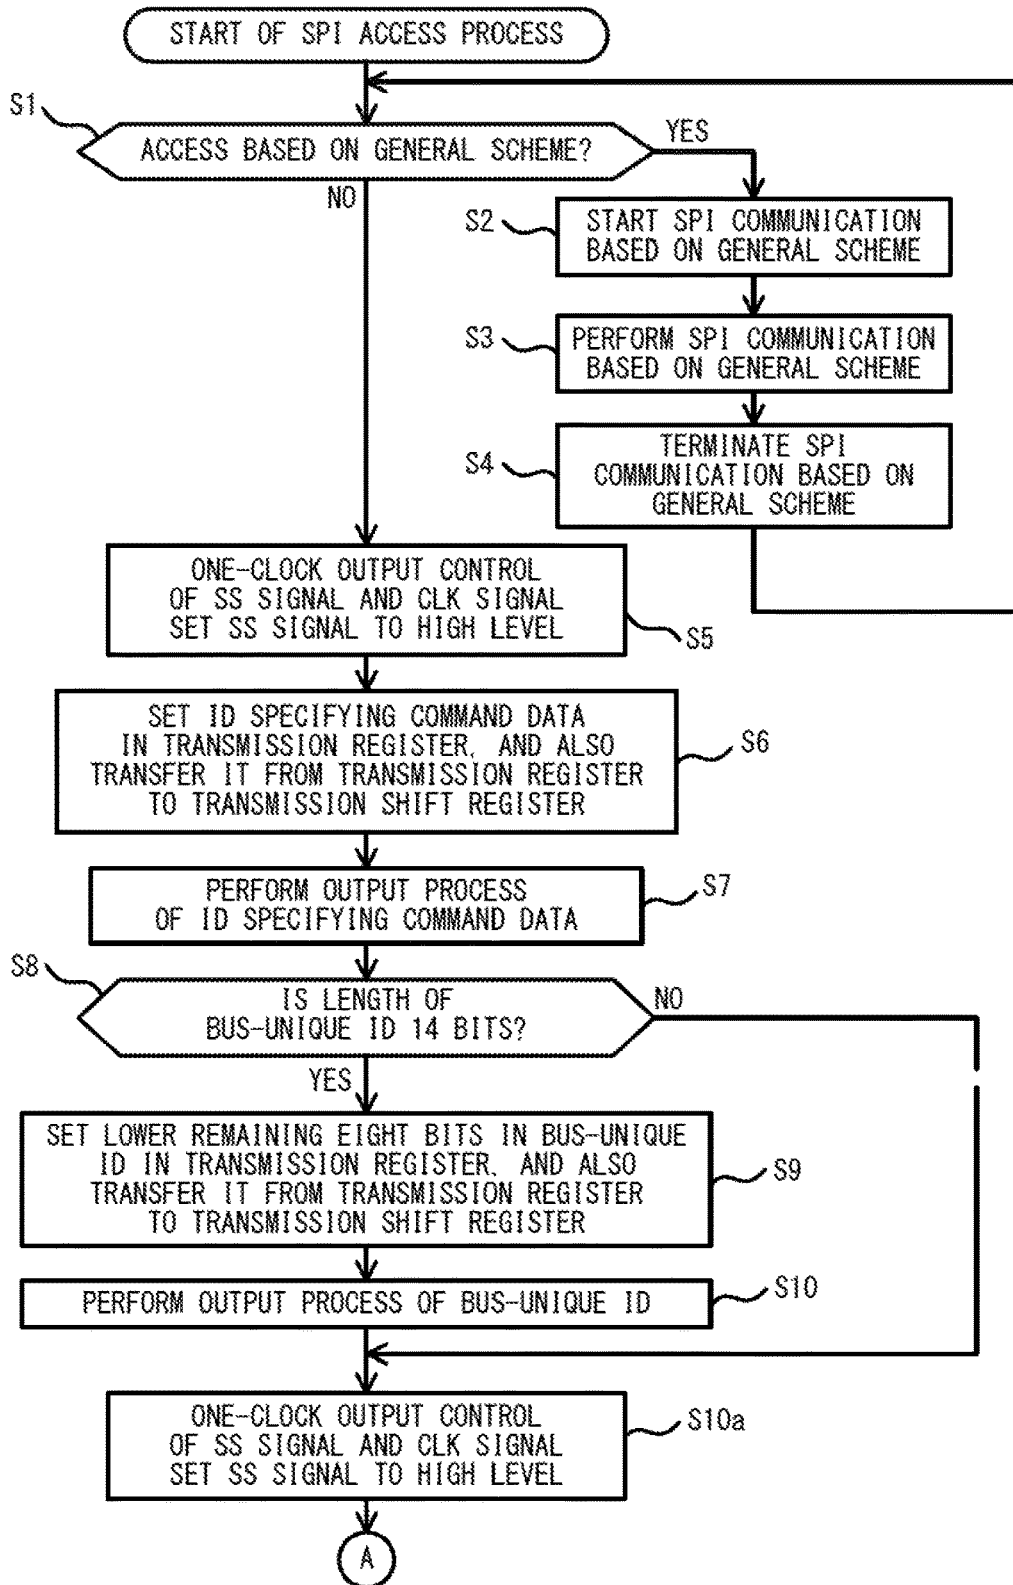 START OF SPI ACCESS PROCESS
S1
ACCESS BASED ON GENERAL SCHEME?
YES
NO
S2
START SPI COMMUNICATION
BASED ON GENERAL SCHEME
S3
PERFORM SPI COMMUNICATION
BASED ON GENERAL SCHEME
S4
TERMINATE SPI
COMMUNICATION BASED ON
GENERAL SCHEME
ONE-CLOCK OUTPUT CONTROL
OF SS SIGNAL AND CLK SIGNAL
SET SS SIGNAL TO HIGH LEVEL
S5
SET ID SPECIFYING COMMAND DATA
IN TRANSMISSION REGISTER, AND ALSO
TRANSFER IT FROM TRANSMISSION REGISTER
TO TRANSMISSION SHIFT REGISTER
S6
PERFORM OUTPUT PROCESS
OF ID SPECIFYING COMMAND DATA
S7
S8
IS LENGTH OF
BUS-UNIQUE ID 14 BITS?
NO
YES
SET LOWER REMAINING EIGHT BITS IN BUS-UNIQUE
ID IN TRANSMISSION REGISTER, AND ALSO
TRANSFER IT FROM TRANSMISSION REGISTER
TO TRANSMISSION SHIFT REGISTER
S9
PERFORM OUTPUT PROCESS OF BUS-UNIQUE ID
S10
ONE-CLOCK OUTPUT CONTROL
OF SS SIGNAL AND CLK SIGNAL
SET SS SIGNAL TO HIGH LEVEL
S10a
A